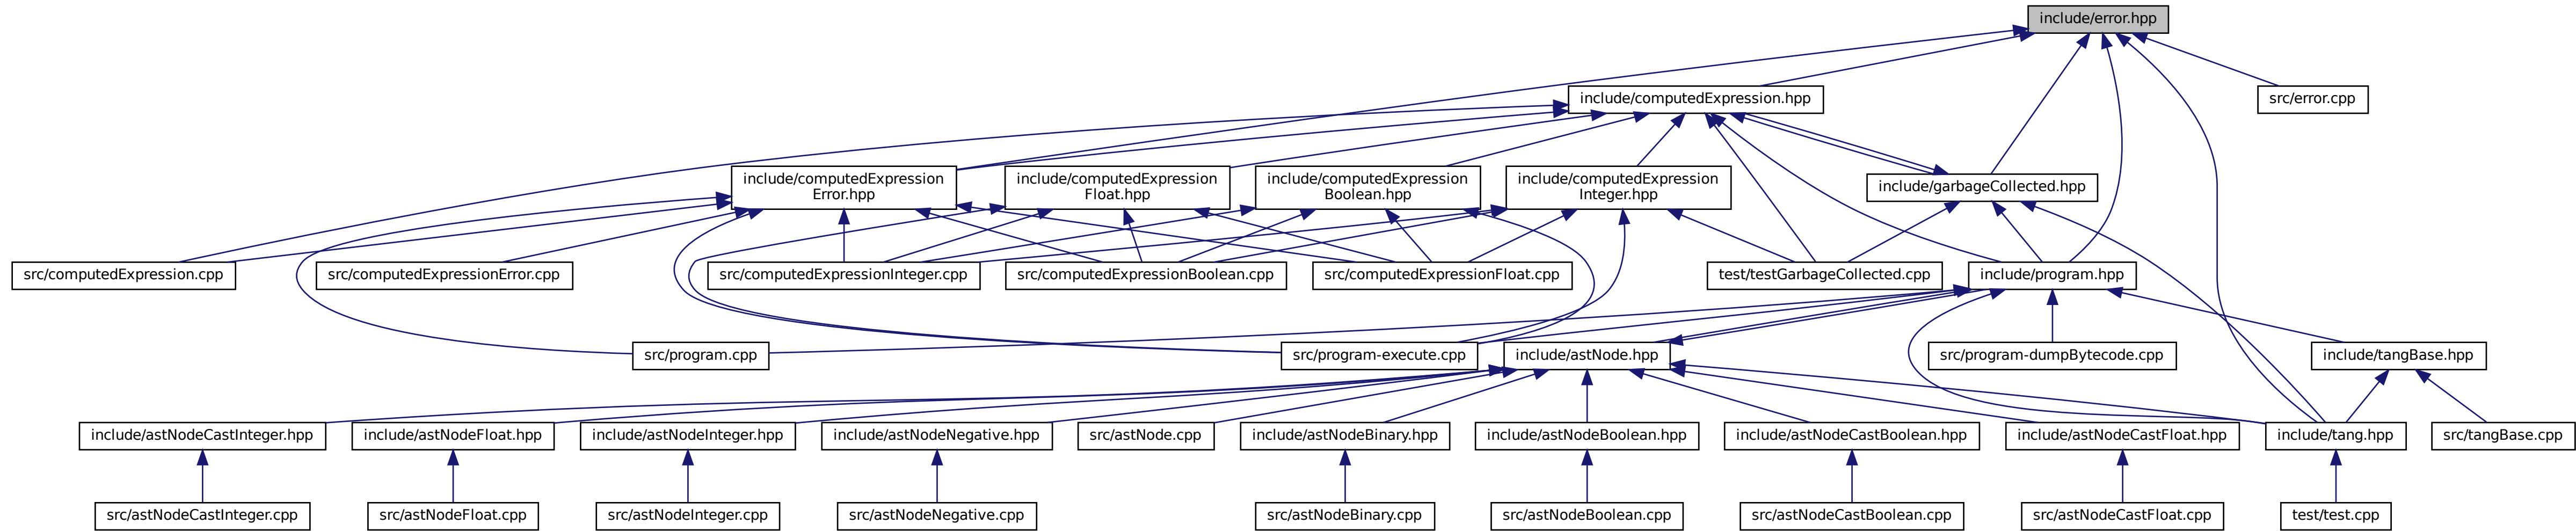 include/error.hpp
include/computedExpression.hpp
src/error.cpp
include/computedExpression
Error.hpp
include/computedExpression
Float.hpp
include/computedExpression
Boolean.hpp
include/computedExpression
Integer.hpp
include/garbageCollected.hpp
src/computedExpression.cpp
src/computedExpressionError.cpp
src/computedExpressionInteger.cpp
src/computedExpressionBoolean.cpp
src/computedExpressionFloat.cpp
test/testGarbageCollected.cpp
include/program.hpp
src/program.cpp
src/program-execute.cpp
include/astNode.hpp
src/program-dumpBytecode.cpp
include/tangBase.hpp
include/astNodeCastInteger.hpp
include/astNodeFloat.hpp
include/astNodeInteger.hpp
include/astNodeNegative.hpp
src/astNode.cpp
include/astNodeBinary.hpp
include/astNodeBoolean.hpp
include/astNodeCastBoolean.hpp
include/astNodeCastFloat.hpp
include/tang.hpp
src/tangBase.cpp
src/astNodeCastInteger.cpp
src/astNodeFloat.cpp
src/astNodeInteger.cpp
src/astNodeNegative.cpp
src/astNodeBinary.cpp
src/astNodeBoolean.cpp
src/astNodeCastBoolean.cpp
src/astNodeCastFloat.cpp
test/test.cpp